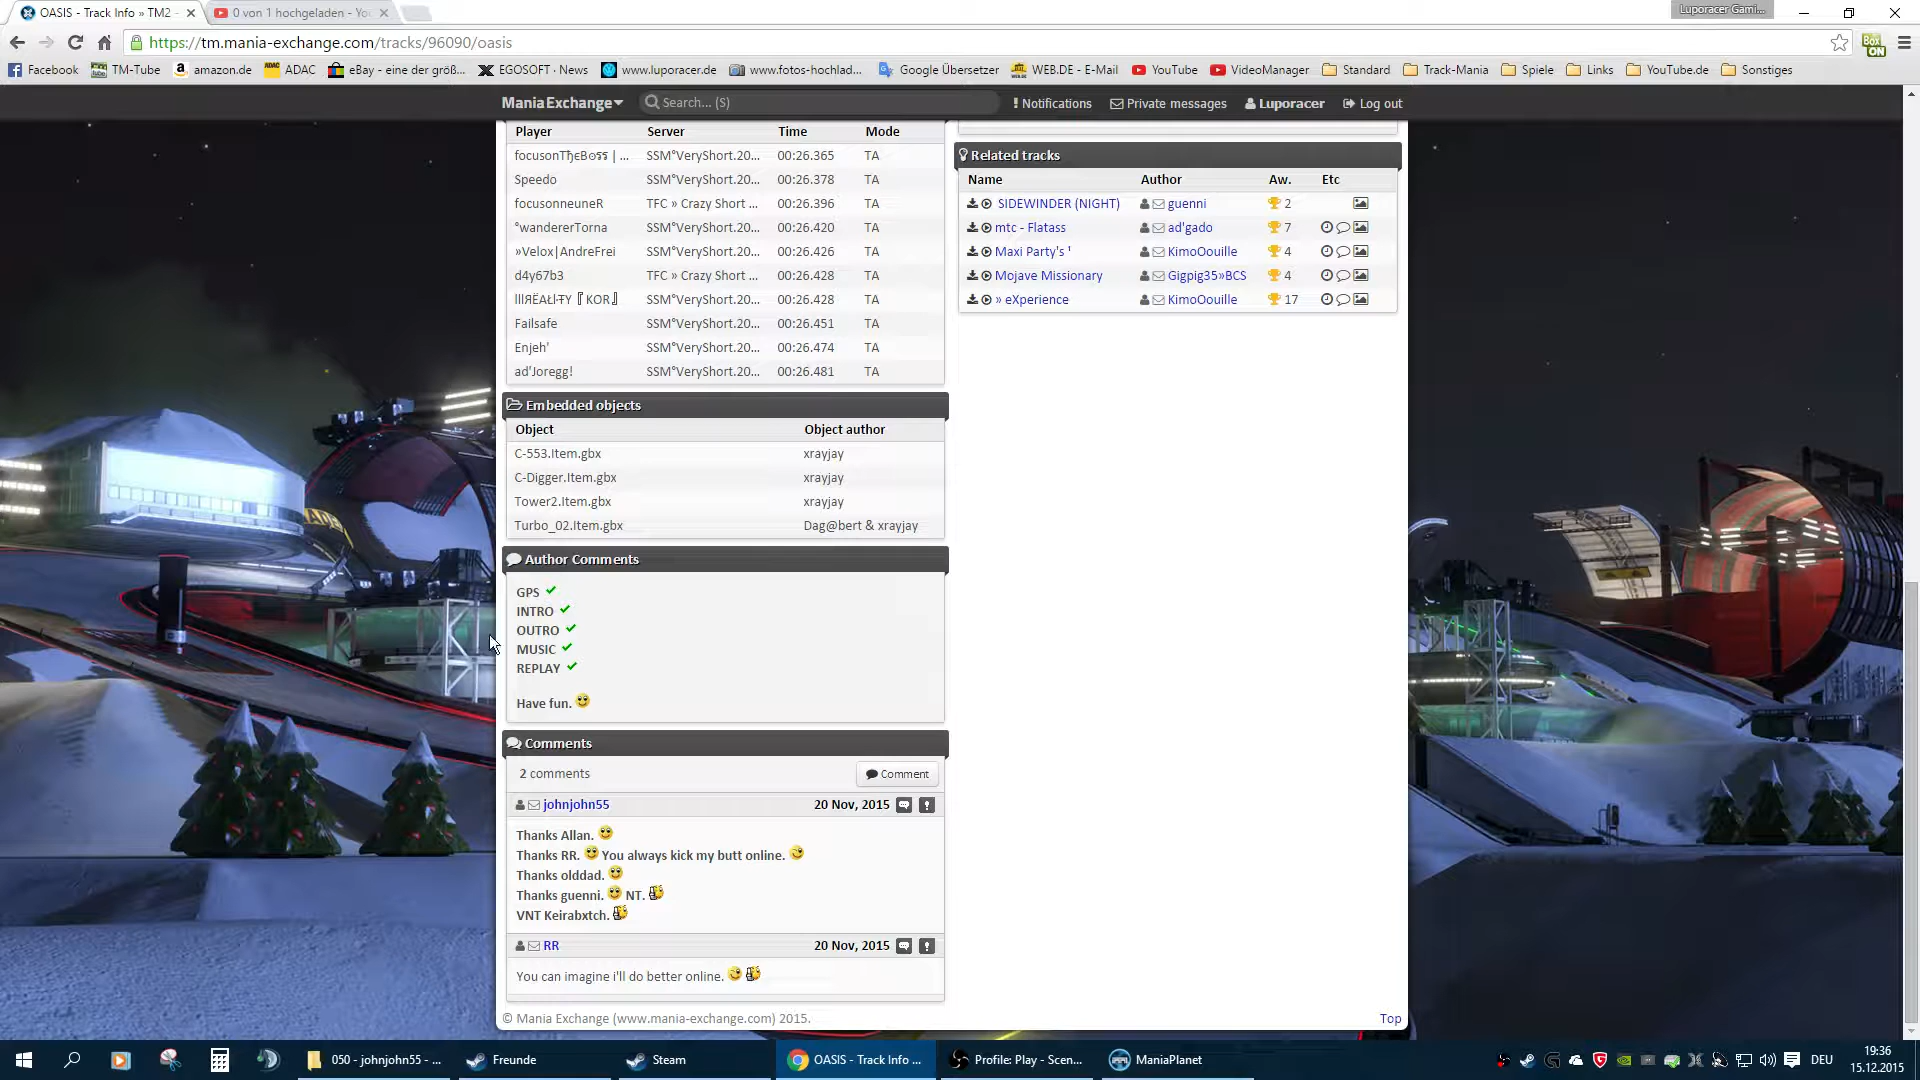 OASIS - Track Info » TM2
0 von 1 hochgeladen - Yo
Luporacer Gami...
https://tm.mania-exchange.com/tracks/96090/oasis
Facebook TM-Tube amazon.de ADAC eBay - eine der größ... EGOSOFT · News www.luporacer.de www.fotos-hochlad... Google Übersetzer WEB.DE - E-Mail YouTube VideoManager Standard Track-Mania Spiele Links YouTube.de Sonstiges
ManiaExchange Search... (S) Notifications Private messages Luporacer Log out
Player Server Time Mode
focusonTђєB๏ss | ... SSM°VeryShort.20... 00:26.365 TA
Speedo SSM°VeryShort.20... 00:26.378 TA
focusonneuneR TFC » Crazy Short ... 00:26.396 TA
°wandererTorna SSM°VeryShort.20... 00:26.420 TA
»Velox|AndreFrei SSM°VeryShort.20... 00:26.426 TA
d4y67b3 TFC » Crazy Short ... 00:26.428 TA
SSM°VeryShort.20... 00:26.428 TA
Failsafe SSM°VeryShort.20... 00:26.451 TA
Enjeh' SSM°VeryShort.20... 00:26.474 TA
ad'Joregg! SSM°VeryShort.20... 00:26.481 TA
Embedded objects
Object Object author
C-553.Item.gbx xrayjay
C-Digger.Item.gbx xrayjay
Tower2.Item.gbx xrayjay
Turbo_02.Item.gbx Dag@bert & xrayjay
Author Comments
GPS
INTRO
OUTRO
MUSIC
REPLAY
Have fun.
Comments
2 comments Comment
johnjohn55 20 Nov, 2015
Thanks Allan.
Thanks RR. You always kick my butt online.
Thanks olddad.
Thanks guenni. NT.
VNT Keirabxtch.
RR 20 Nov, 2015
You can imagine i'll do better online.
© Mania Exchange (www.mania-exchange.com) 2015. Top
Related tracks
Name Author Aw. Etc
SIDEWINDER (NIGHT) guenni 2
mtc - Flatass ad'gado 7
Maxi Party's ¹ KimoOouille 4
Mojave Missionary Gigpig35»BCS 4
» eXperience KimoOouille 17
050 - johnjohn55 - ... Freunde Steam OASIS - Track Info ... Profile: Play - Scen... ManiaPlanet DEU
19:36
15.12.2015